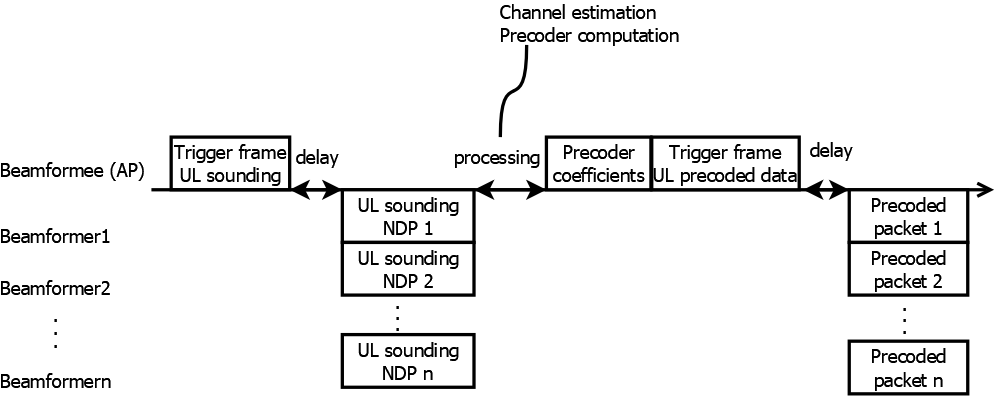 Channel estimation
Precoder computation
Beamformee (AP)
Trigger frame
UL sounding
delay
processing
Precoder
coefficients
Trigger frame
UL precoded data
delay
Beamformer1
UL sounding
NDP 1
Precoded
packet 1
Beamformer2
UL sounding
NDP 2
Precoded
packet 2
Beamformern
UL sounding
NDP n
Precoded
packet n